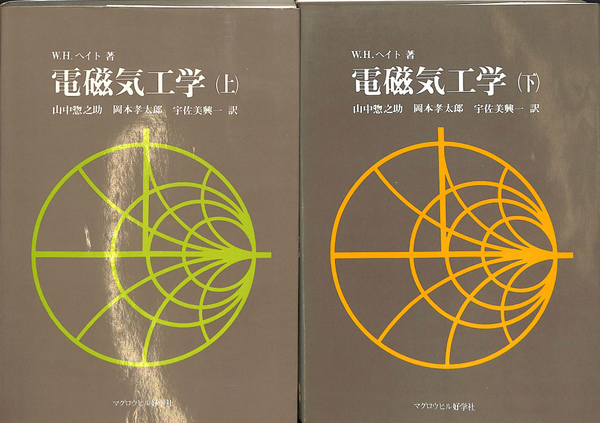 W.H. ヘイト 著
電磁気工学(上)
山中惣之助 岡本孝太郎 宇佐美興一 訳
マグロウヒル好学社
W.H. ヘイト 著
電磁気工学(下)
山中惣之助 岡本孝太郎 宇佐美興一 訳
マグロウヒル好学社